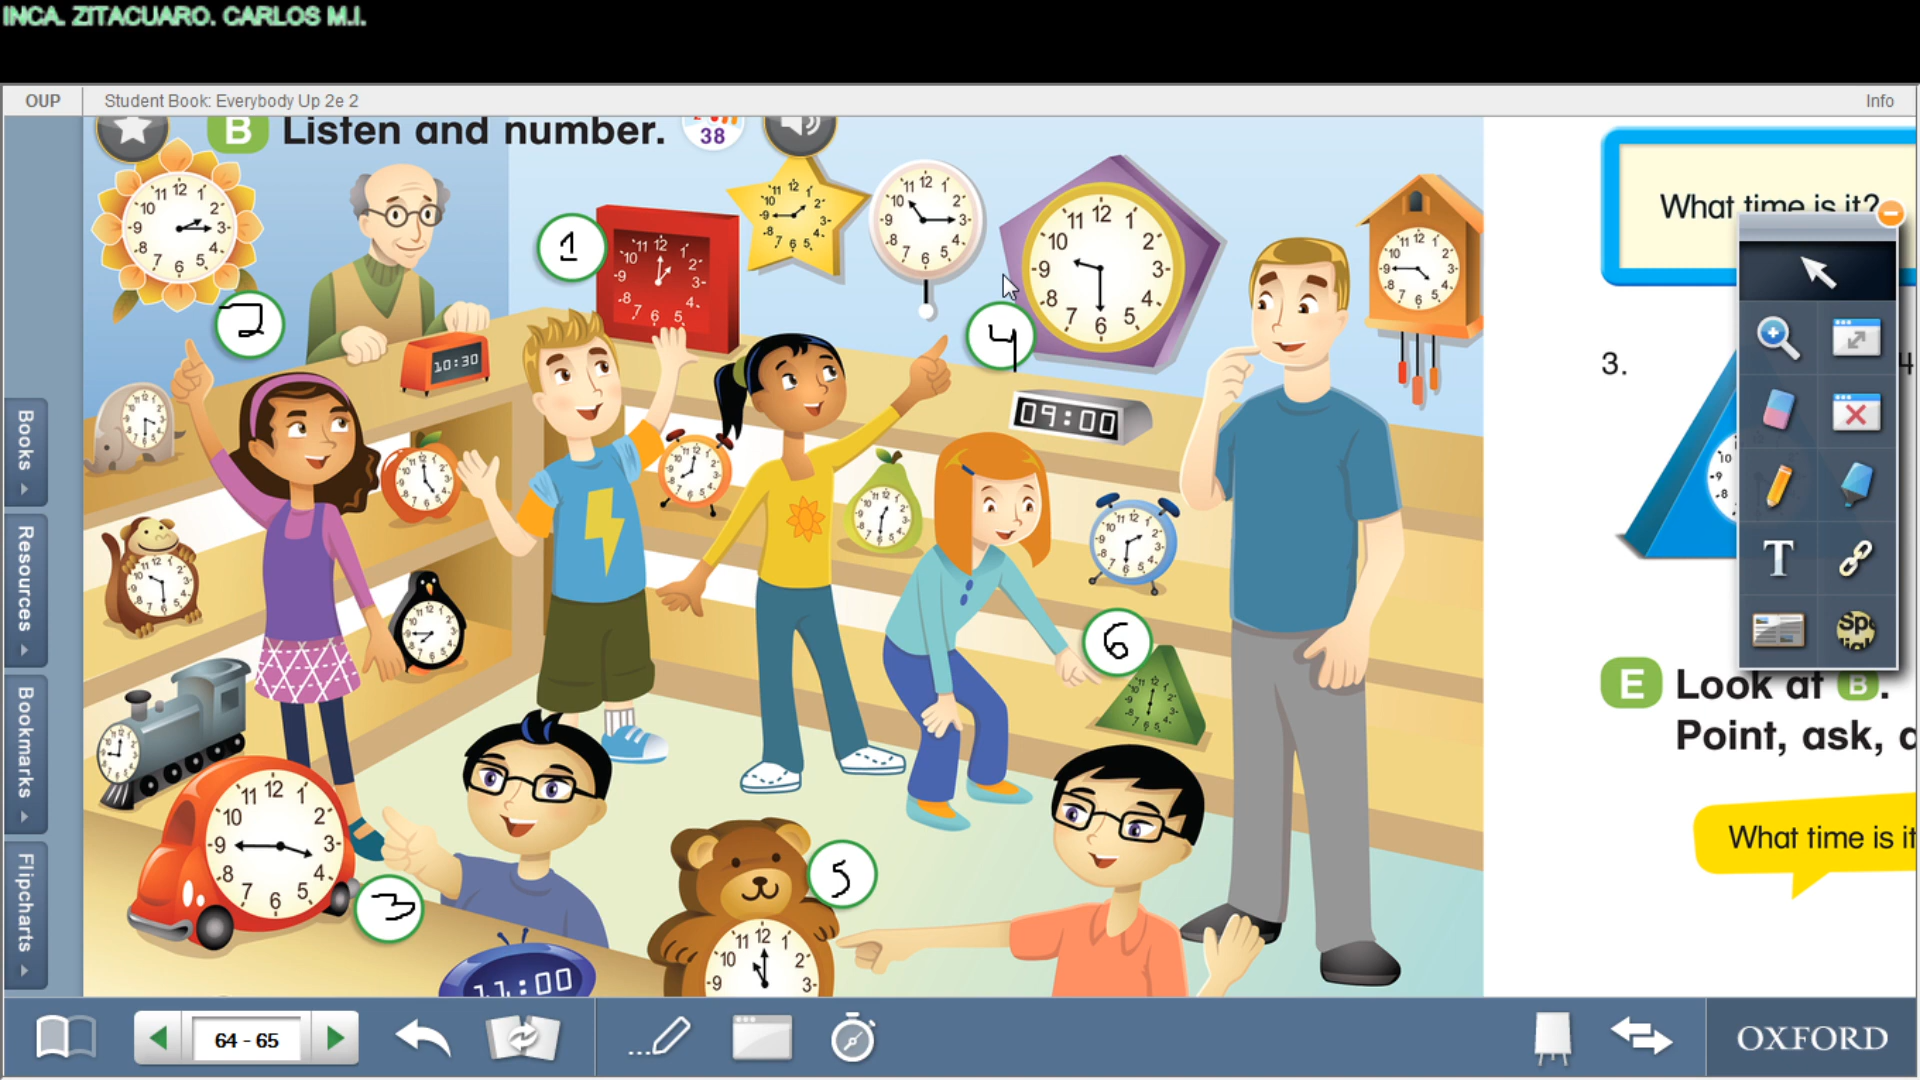 INCA. ZITACUARO. CARLOS M.I.
OUP Student Book: Everybody Up 2e 2 Info
B Listen and number. 38
What time is it?
1
2
10:30
4
09:00
3.
6
3
5
11:00
Books
Resources
Bookmarks
Flipcharts
T
E Look at B.
Point, ask, a
What time is it
64 - 65
OXFORD